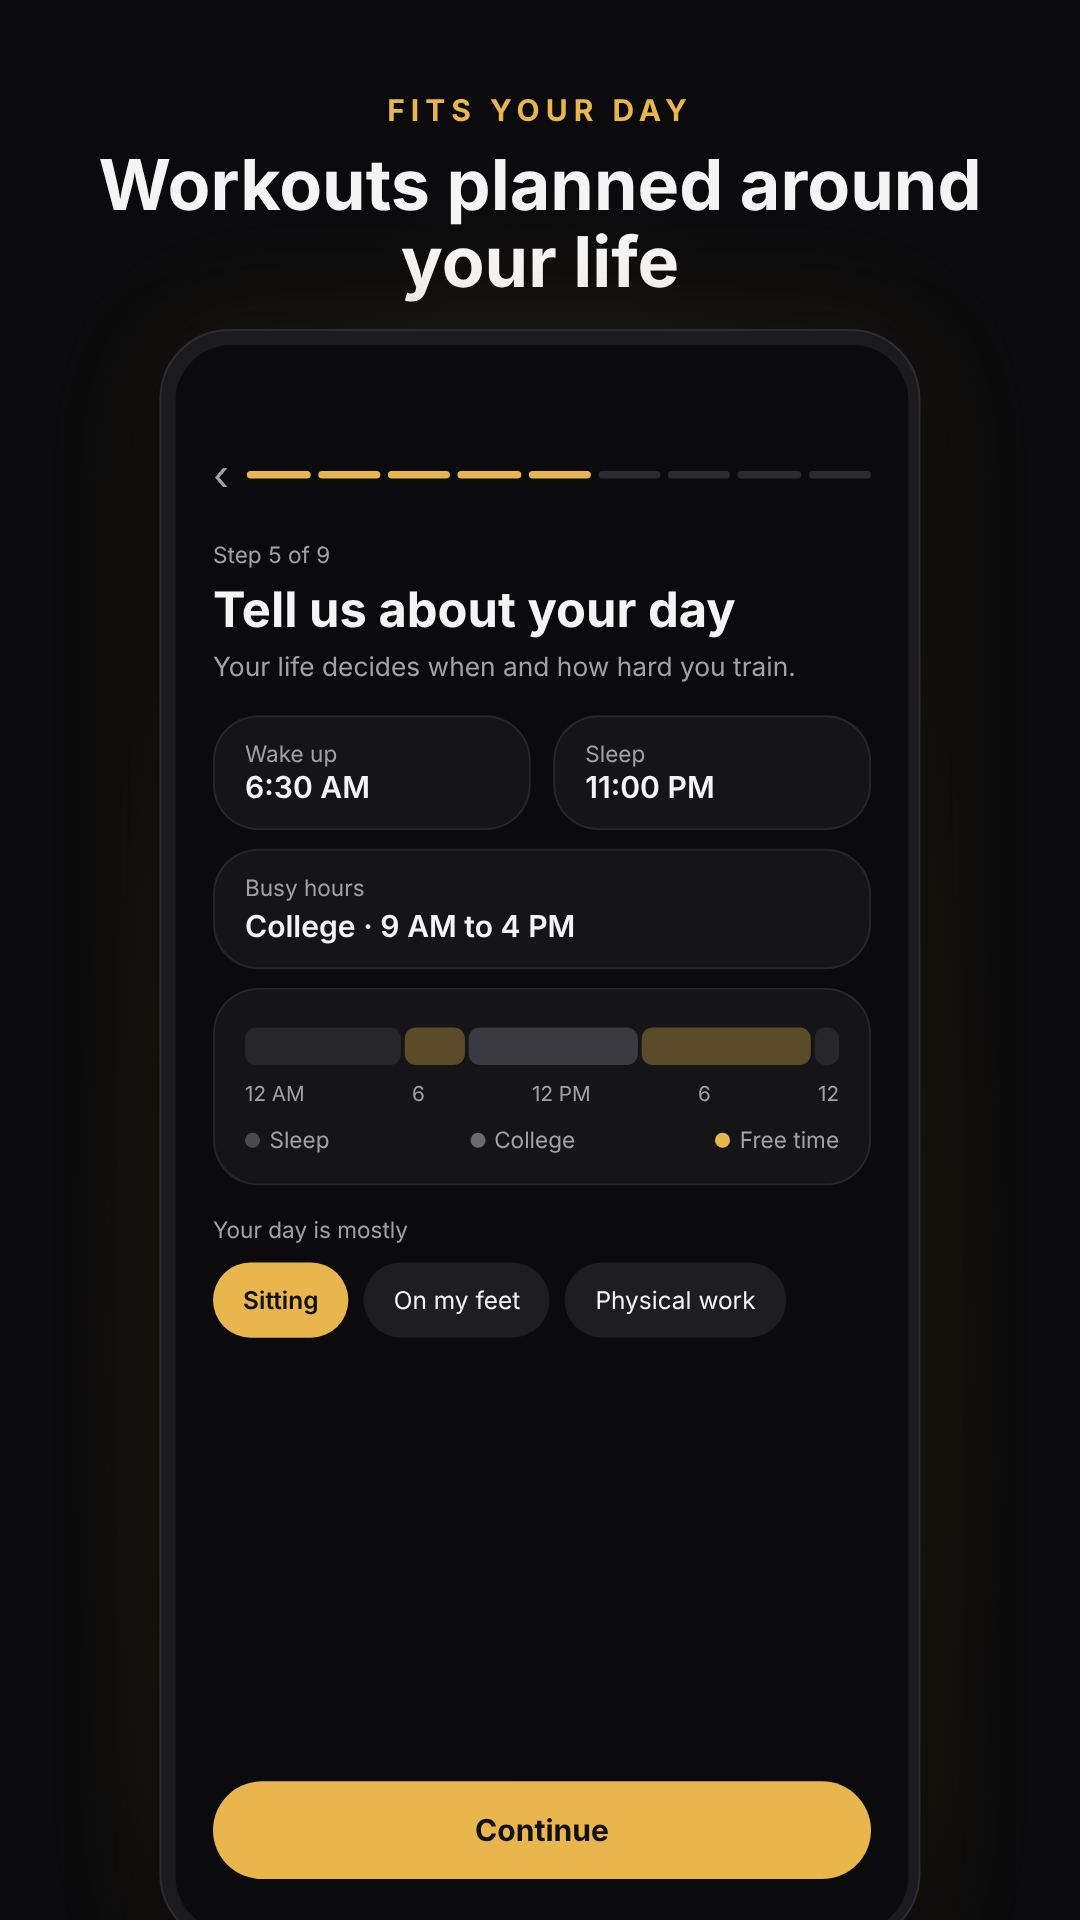 FITS YOUR DAY
Workouts planned around
your life
Step 5 of 9
Tell us about your day
Your life decides when and how hard you train.
Wake up
6:30 AM
Sleep
11:00 PM
Busy hours
College · 9 AM to 4 PM
12 AM 6 12 PM 6 12
Sleep College Free time
Your day is mostly
Sitting On my feet Physical work
Continue